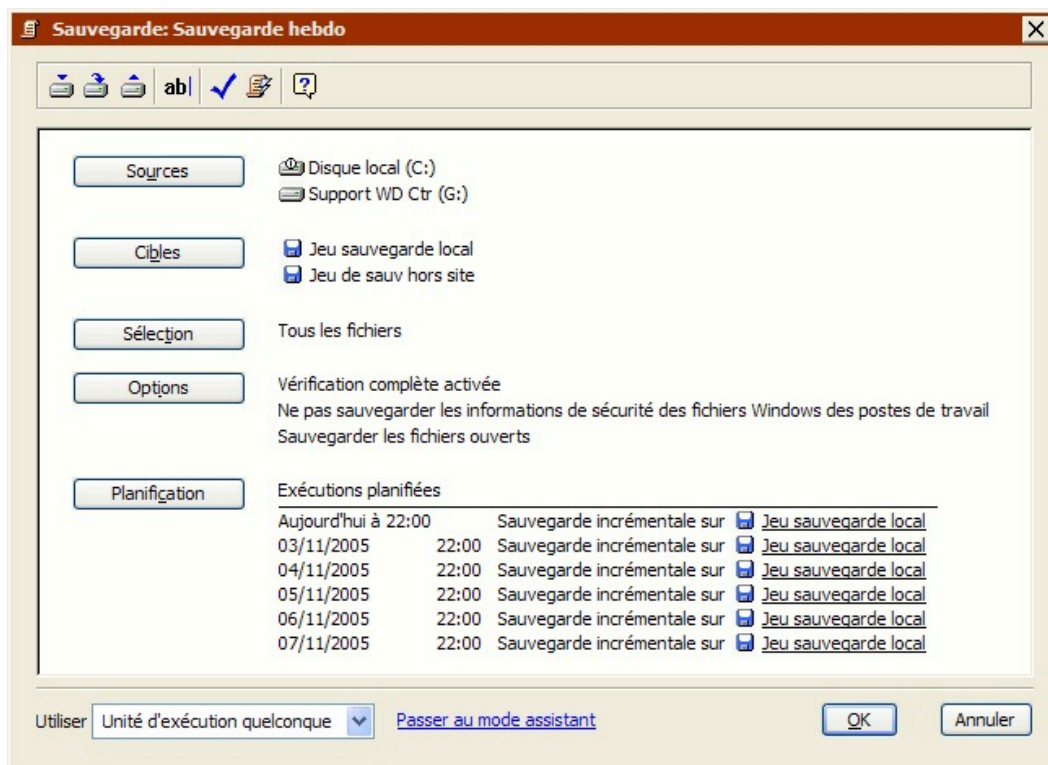 Sauvegarde: Sauvegarde hebdo
ab|
Sources
Disque local (C:)
Support WD Ctr (G:)
Cibles
Jeu sauvegarde local
Jeu de sauv hors site
Sélection
Tous les fichiers
Options
Vérification complète activée
Ne pas sauvegarder les informations de sécurité des fichiers Windows des postes de travail
Sauvegarder les fichiers ouverts
Planification
Exécutions planifiées
Aujourd'hui à 22:00 Sauvegarde incrémentale sur Jeu sauvegarde local
03/11/2005 22:00 Sauvegarde incrémentale sur Jeu sauvegarde local
04/11/2005 22:00 Sauvegarde incrémentale sur Jeu sauvegarde local
05/11/2005 22:00 Sauvegarde incrémentale sur Jeu sauvegarde local
06/11/2005 22:00 Sauvegarde incrémentale sur Jeu sauvegarde local
07/11/2005 22:00 Sauvegarde incrémentale sur Jeu sauvegarde local
Utiliser Unité d'exécution quelconque Passer au mode assistant OK Annuler